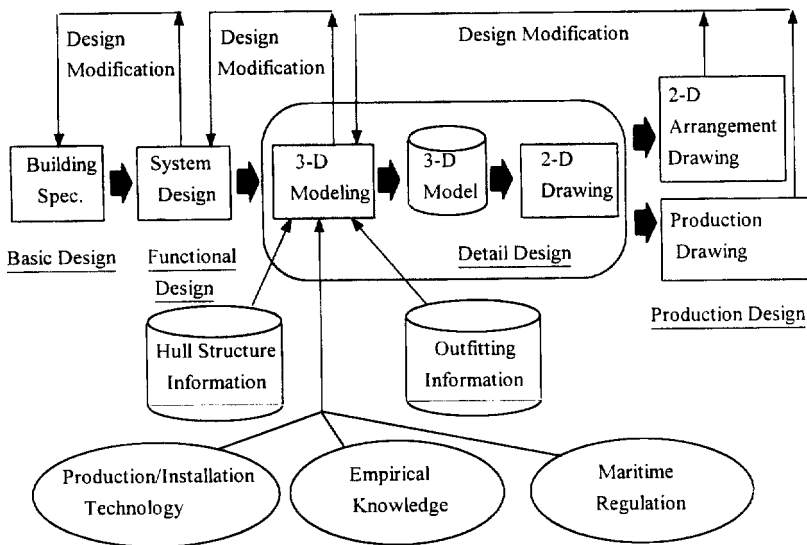 Design
Modification
Design
Modification
Design Modification
2-D
Arrangement
Drawing
Building
Spec.
System
Design
3-D
Modeling
3-D
Model
2-D
Drawing
Production
Drawing
Basic Design
Functional
Design
Detail Design
Production Design
Hull Structure
Information
Outfitting
Information
Production/Installation
Technology
Empirical
Knowledge
Maritime
Regulation